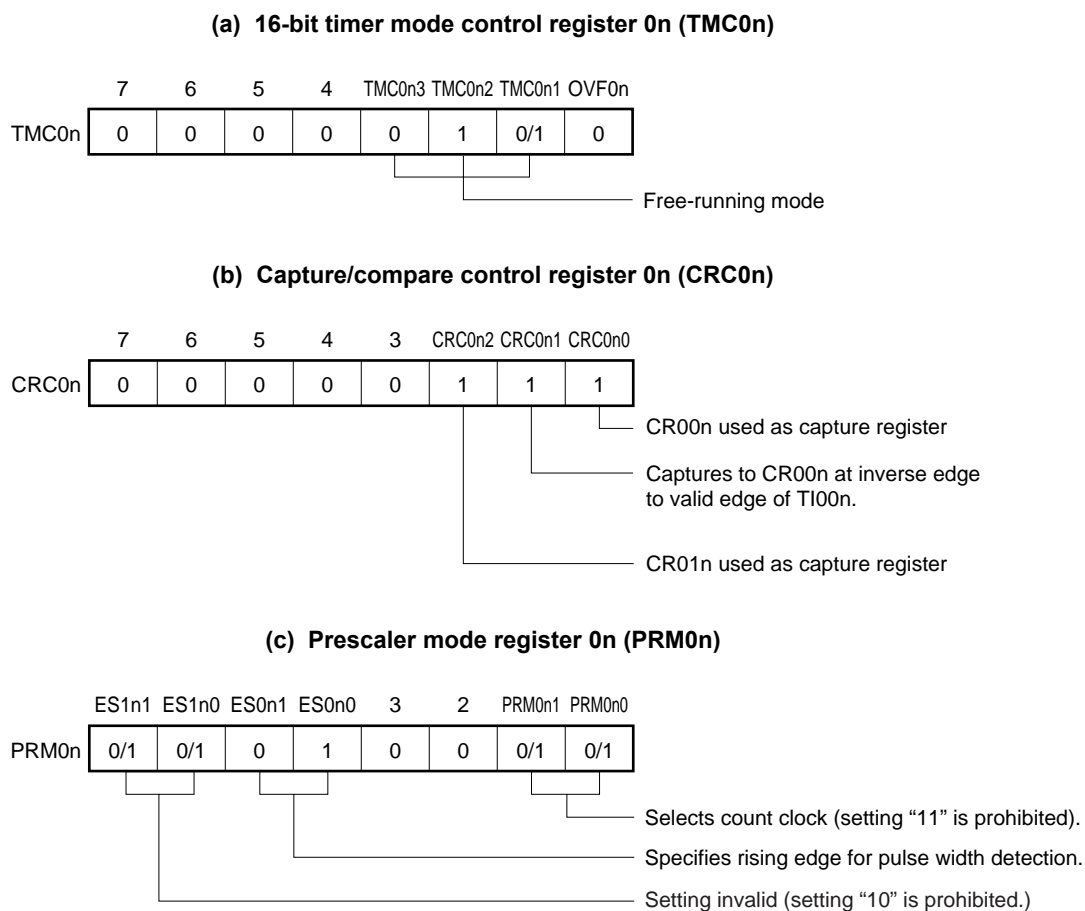 (a) 16-bit timer mode control register 0n (TMC0n)
7 6 5 4 TMC0n3 TMC0n2 TMC0n1 OVF0n
TMC0n 0 0 0 0 0 1 0/1 0
Free-running mode
(b) Capture/compare control register 0n (CRC0n)
7 6 5 4 3 CRC0n2 CRC0n1 CRC0n0
CRC0n 0 0 0 0 0 1 1 1
CR00n used as capture register
Captures to CR00n at inverse edge
to valid edge of TI00n.
CR01n used as capture register
(c) Prescaler mode register 0n (PRM0n)
ES1n1 ES1n0 ES0n1 ES0n0 3 2 PRM0n1 PRM0n0
PRM0n 0/1 0/1 0 1 0 0 0/1 0/1
Selects count clock (setting “11” is prohibited).
Specifies rising edge for pulse width detection.
Setting invalid (setting “10” is prohibited.)